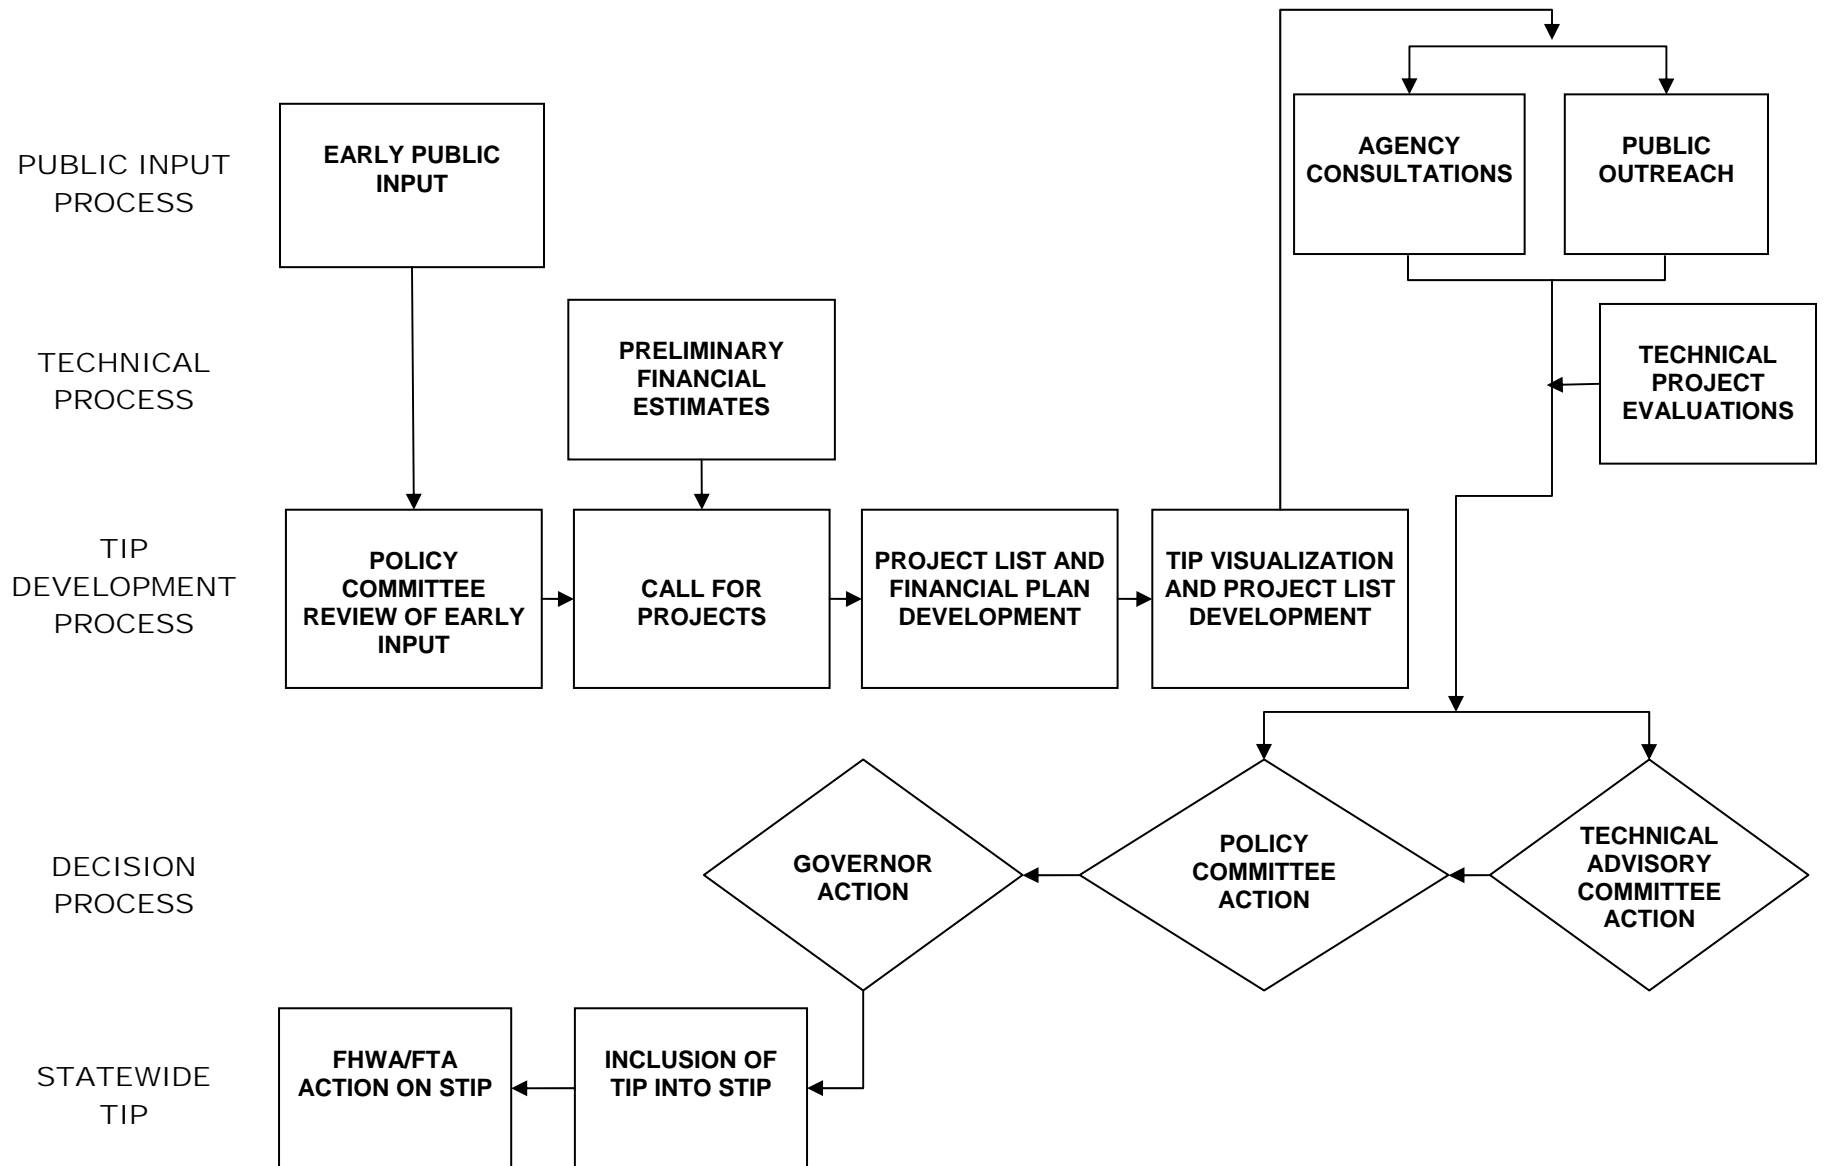 PUBLIC INPUT
PROCESS
EARLY PUBLIC
INPUT
AGENCY
CONSULTATIONS
PUBLIC
OUTREACH
TECHNICAL
PROCESS
PRELIMINARY
FINANCIAL
ESTIMATES
TECHNICAL
PROJECT
EVALUATIONS
TIP
DEVELOPMENT
PROCESS
POLICY
COMMITTEE
REVIEW OF EARLY
INPUT
CALL FOR
PROJECTS
PROJECT LIST AND
FINANCIAL PLAN
DEVELOPMENT
TIP VISUALIZATION
AND PROJECT LIST
DEVELOPMENT
DECISION
PROCESS
GOVERNOR
ACTION
POLICY
COMMITTEE
ACTION
TECHNICAL
ADVISORY
COMMITTEE
ACTION
STATEWIDE
TIP
FHWA/FTA
ACTION ON STIP
INCLUSION OF
TIP INTO STIP